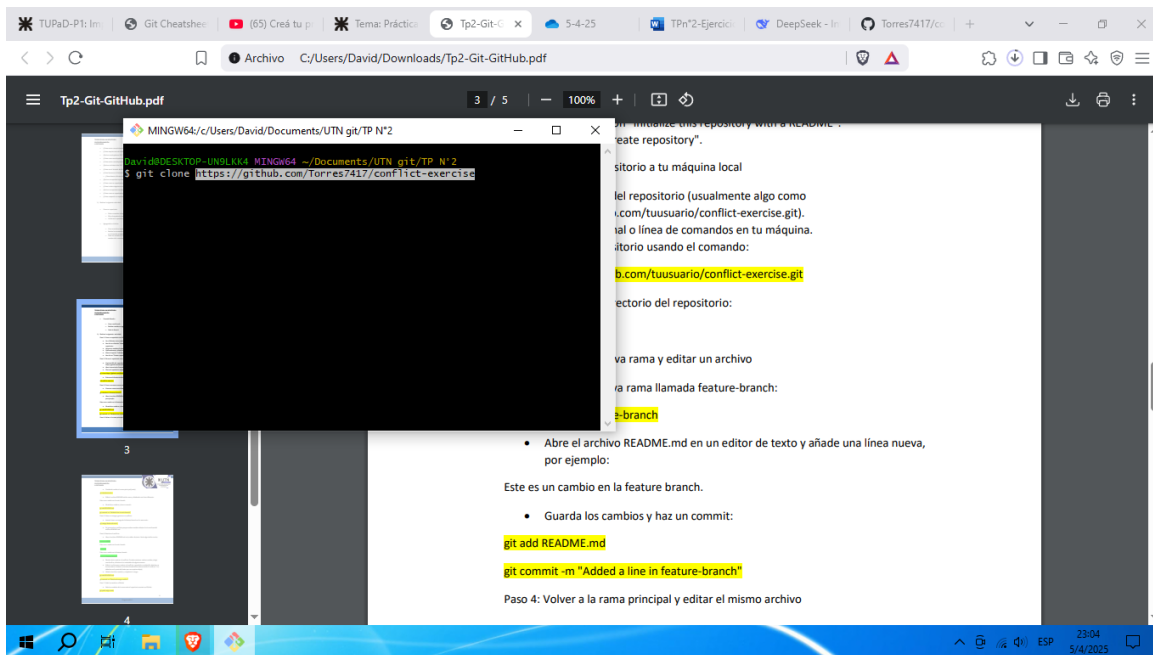 TUPaD-P1: Im
Git Cheatshee
(65) Creá tu p
Tema: Práctica
Tp2-Git-G
5-4-25
TPn°2-Ejercici
DeepSeek - In
Torres7417/cc
Archivo C:/Users/David/Downloads/Tp2-Git-GitHub.pdf
Tp2-Git-GitHub.pdf
3 / 5
100%
MINGW64:/c/Users/David/Documents/UTN git/TP N°2
David@DESKTOP-UN9LKK4 MINGW64 ~/Documents/UTN git/TP N°2
$ git clone https://github.com/Torres7417/conflict-exercise
on "Initialize this repository with a README".
eate repository".
sitorio a tu máquina local
el repositorio (usualmente algo como
.com/tuusuario/conflict-exercise.git).
al o línea de comandos en tu máquina.
itorio usando el comando:
b.com/tuusuario/conflict-exercise.git
ectorio del repositorio:
va rama y editar un archivo
va rama llamada feature-branch:
e-branch
• Abre el archivo README.md en un editor de texto y añade una línea nueva,
por ejemplo:
Este es un cambio en la feature branch.
• Guarda los cambios y haz un commit:
git add README.md
git commit -m "Added a line in feature-branch"
Paso 4: Volver a la rama principal y editar el mismo archivo
3
4
ESP
23:04
5/4/2025